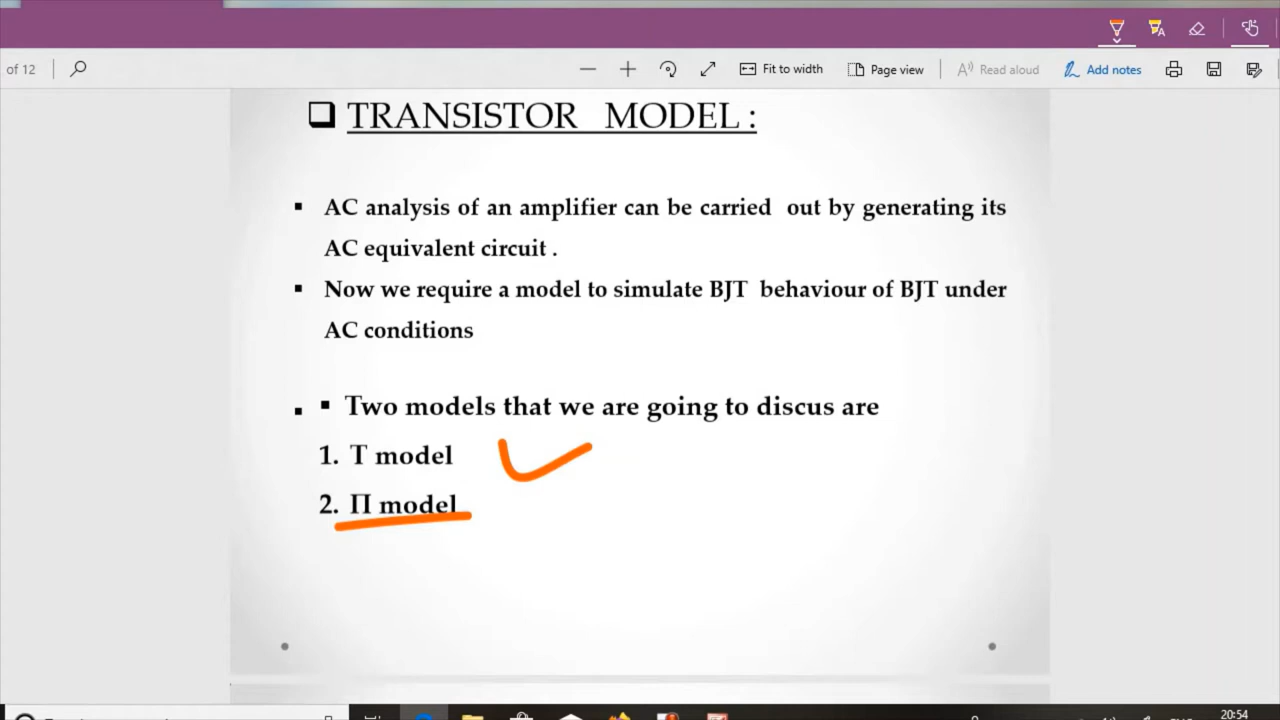 of 12
Fit to width
Page view
Read aloud
Add notes
TRANSISTOR MODEL :
▪ AC analysis of an amplifier can be carried out by generating its
AC equivalent circuit .
▪ Now we require a model to simulate BJT behaviour of BJT under
AC conditions
▪ ▪ Two models that we are going to discus are
1. T model
2. Π model
20:54